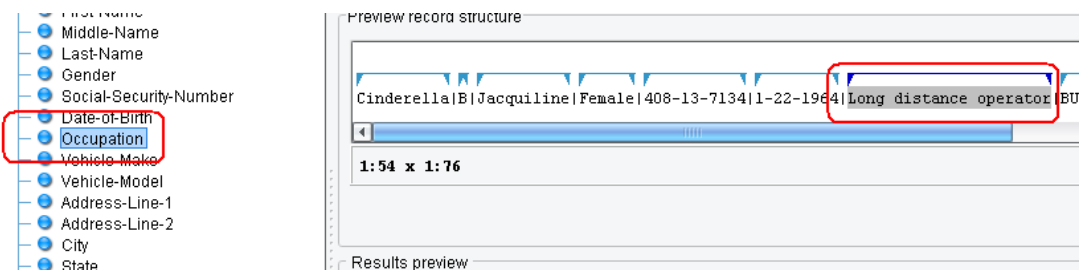 First-Name
Middle-Name
Last-Name
Gender
Social-Security-Number
Date-of-Birth
Occupation
Vehicle-Make
Vehicle-Model
Address-Line-1
Address-Line-2
City
State
Preview record structure
Cinderella|B|Jacquiline|Female|408-13-7134|1-22-1964|Long distance operator|BU
1:54 x 1:76
Results preview